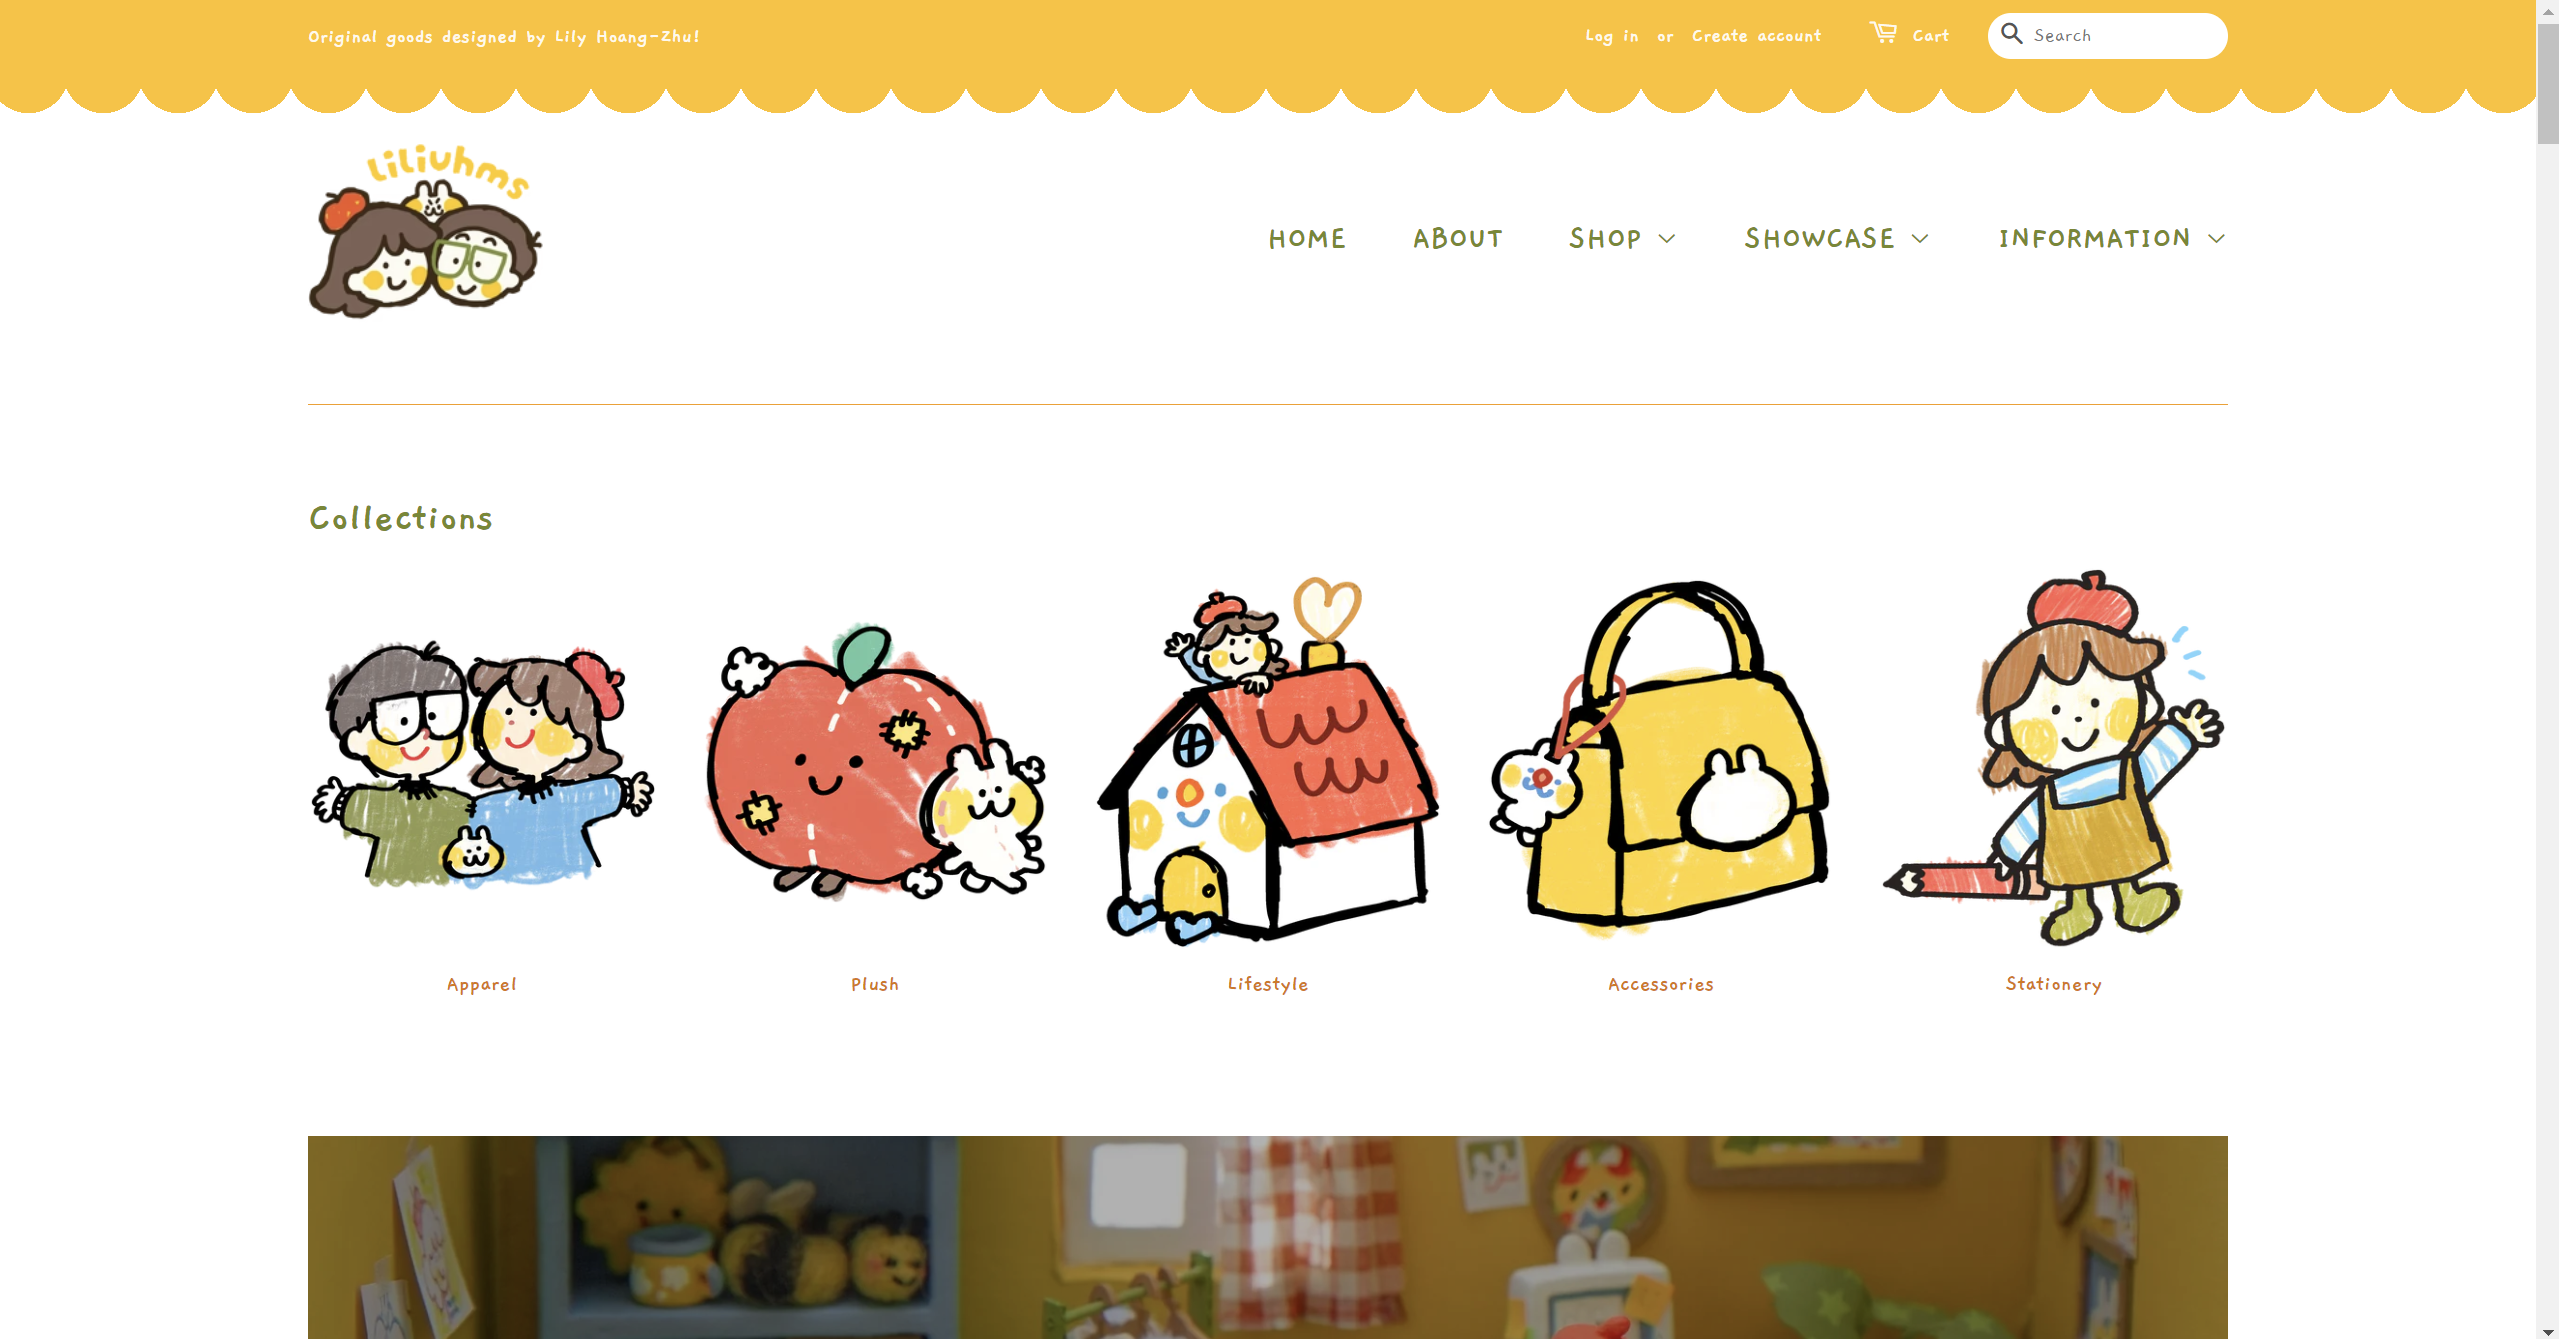 Original goods designed by Lily Hoang-Zhu!
Log in or Create account Cart Search
liliuhms
HOME ABOUT SHOP SHOWCASE INFORMATION
Collections
Apparel Plush Lifestyle Accessories Stationery